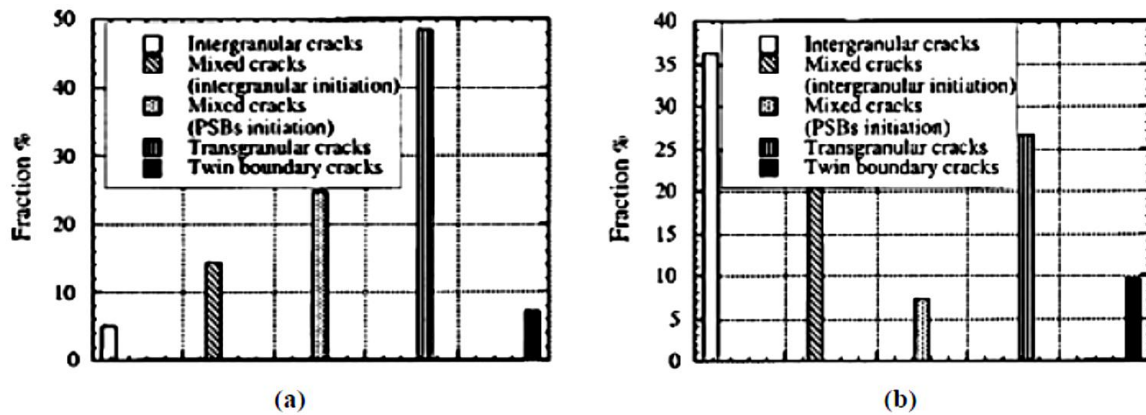 50
40
30
20
10
0
Fraction %
Intergranular cracks
Mixed cracks
(intergranular initiation)
Mixed cracks
(PSBs initiation)
Transgranular cracks
Twin boundary cracks
(a)
40
35
30
25
20
15
10
5
0
Fraction %
Intergranular cracks
Mixed cracks
(intergranular initiation)
Mixed cracks
(PSBs initiation)
Transgranular cracks
Twin boundary cracks
(b)